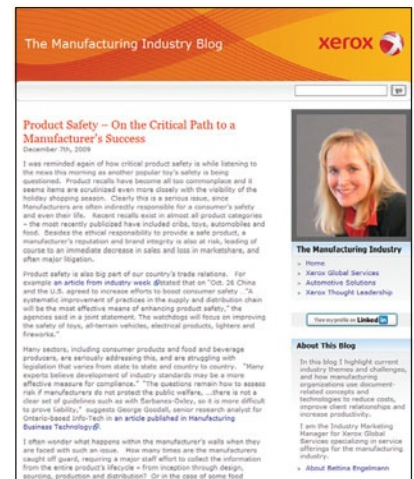 The Manufacturing Industry Blog
xerox
go
Product Safety – On the Critical Path to a
Manufacturer's Success
December 7th, 2009
I was reminded again of how critical product safety is while listening to
the news this morning as another popular toy's safety is being
questioned. Product recalls have become all too commonplace and it
seems items are scrutinized even more closely with the visibility of the
holiday shopping season. Clearly this is a serious issue, since
Manufacturers are often indirectly responsible for a consumer's safety
and even their life. Recent recalls exist in almost all product categories
– the most recently publicized have included cribs, toys, automobiles and
food. Besides the ethical responsibility to provide a safe product, a
manufacturer's reputation and brand integrity is also at risk, leading of
course to an immediate decrease in sales and loss in marketshare, and
often major litigation.
Product safety is also big part of our country's trade relations. For
example an article from industry week stated that on "Oct. 26 China
and the U.S. agreed to increase efforts to boost consumer safety ."A
systematic improvement of practices in the supply and distribution chain
will be the most effective means of enhancing product safety," the
agencies said in a joint statement. The watchdogs will focus on improving
the safety of toys, all-terrain vehicles, electrical products, lighters and
fireworks."
Many sectors, including consumer products and food and beverage
producers, are seriously addressing this, and are struggling with
legislation that varies from state to state and country to country. "Many
experts believe development of industry standards may be a more
effective measure for compliance." "The questions remain how to assess
risk if manufacturers do not protect the public welfare, ...there is not a
clear set of guidelines such as with Sarbanes-Oxley, so it is more difficult
to prove liability," suggests George Goodall, senior research analyst for
Ontario-based Info-Tech in an article published in Manufacturing
Business Technology.
I often wonder what happens within the manufacturer's walls when they
are faced with such an issue. How many times are the manufacturers
caught off guard, requiring a major staff effort to collect the information
from the entire product's lifecycle – from inception through design,
sourcing, production and distribution? Or in the case of some food
The Manufacturing Industry
» Home
» Xerox Global Services
» Automotive Solutions
» Xerox Thought Leadership
View my profile on Linked in
About This Blog
In this blog I highlight current
industry themes and challenges,
and how manufacturing
organizations use document-
related concepts and
technologies to reduce costs,
improve client relationships and
increase productivity.
I am the Industry Marketing
Manager for Xerox Global
Services specializing in service
offerings for the manufacturing
industry.
» About Bettina Engelmann